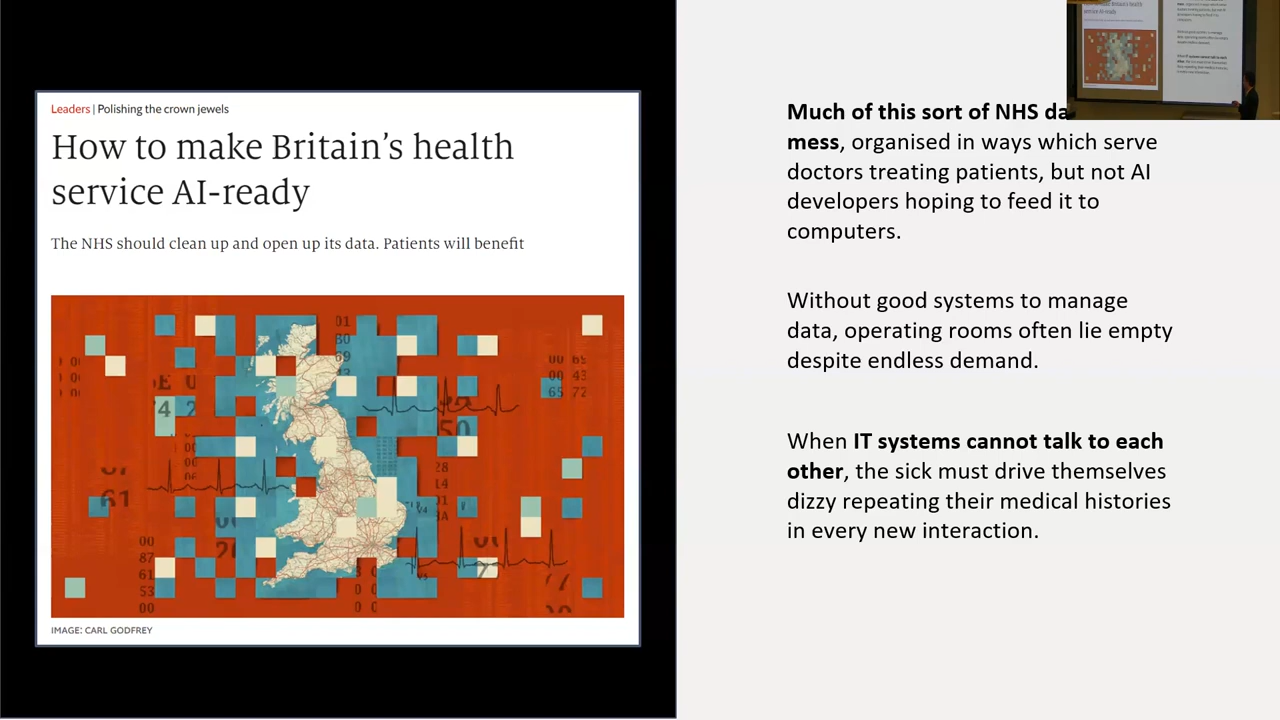 Leaders | Polishing the crown jewels
How to make Britain's health
service AI-ready
The NHS should clean up and open up its data. Patients will benefit
IMAGE: CARL GODFREY
Much of this sort of NHS
mess, organised in ways which serve
doctors treating patients, but not AI
developers hoping to feed it to
computers.
Without good systems to manage
data, operating rooms often lie empty
despite endless demand.
When IT systems cannot talk to each
other, the sick must drive themselves
dizzy repeating their medical histories
in every new interaction.